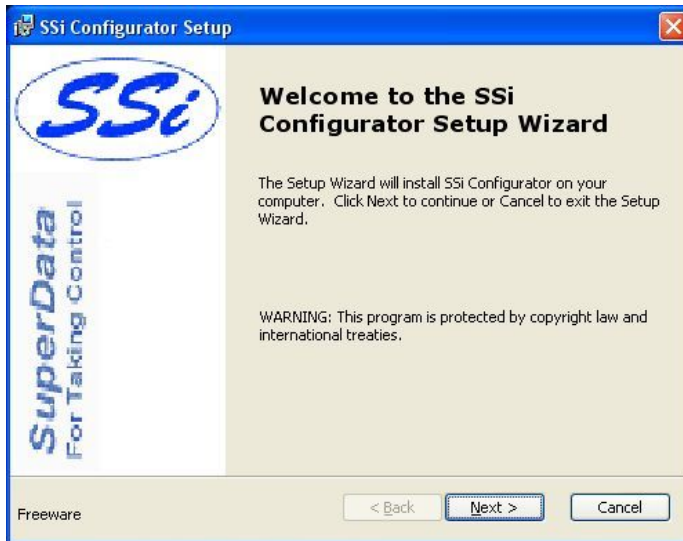 SSi Configurator Setup
SSi
SuperData
For Taking Control
Welcome to the SSi
Configurator Setup Wizard
The Setup Wizard will install SSi Configurator on your
computer. Click Next to continue or Cancel to exit the Setup
Wizard.
WARNING: This program is protected by copyright law and
international treaties.
Freeware
< Back
Next >
Cancel